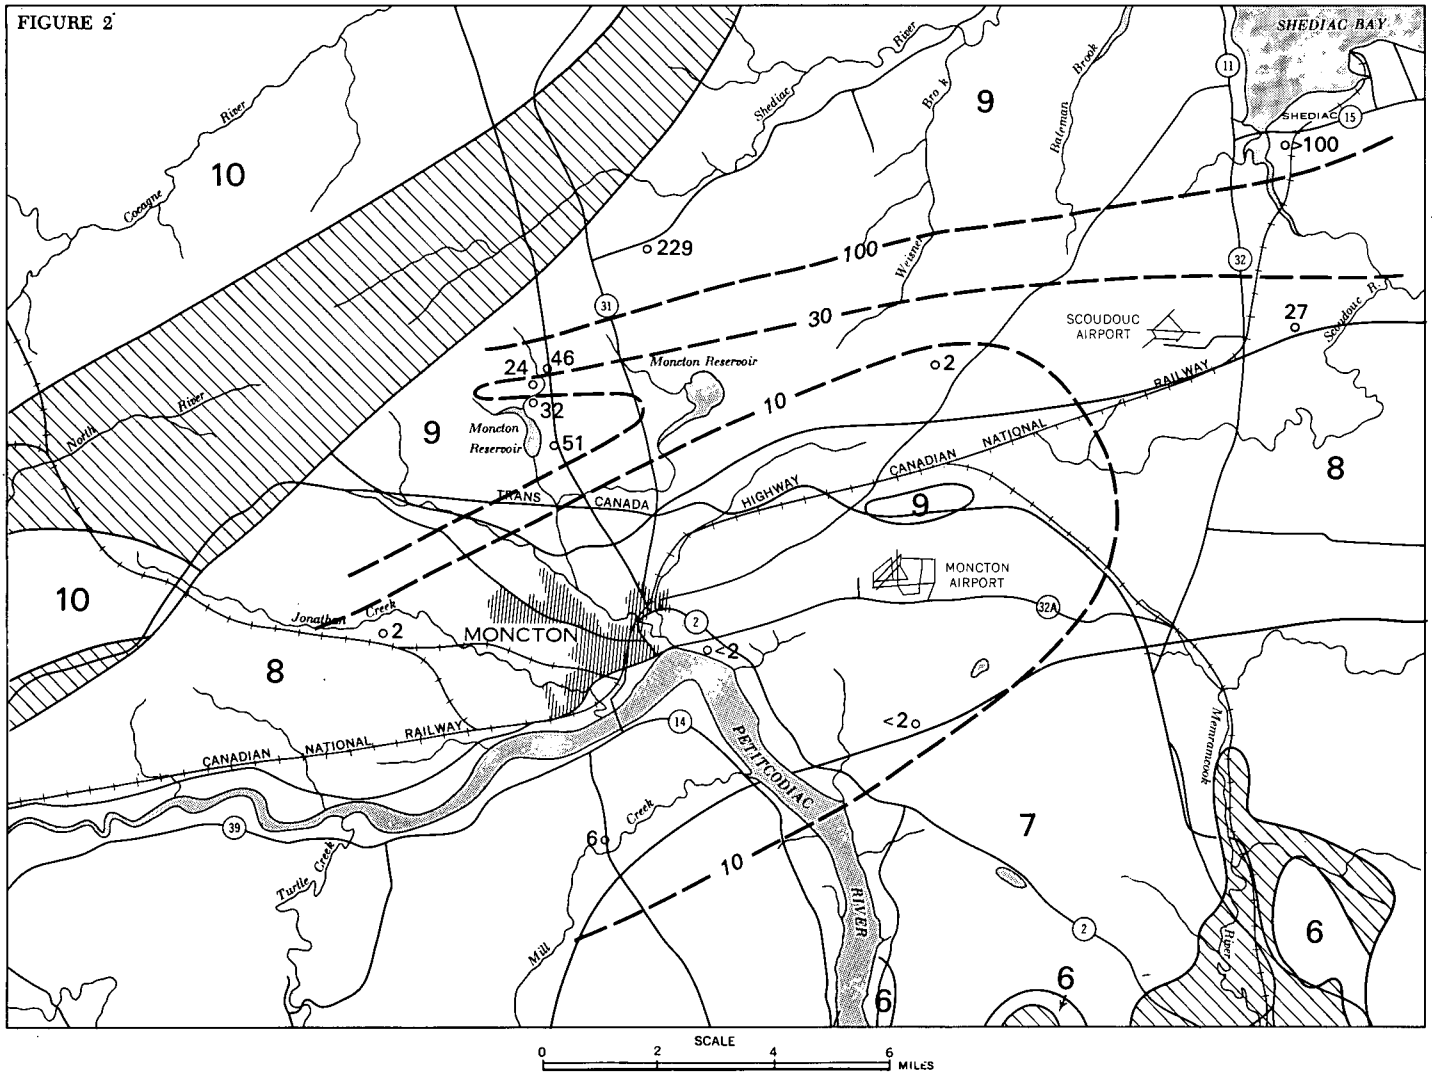 FIGURE 2
SHEDIAC BAY
River
11
Brook
Brook
9
River
Shediac
SHEDIAC
15
Bateman
>100
10
Cocagne
229
100
Weisner
32
31
30
SCOUDOUC
AIRPORT
27
Scoudouc R.
46
24
Moncton Reservoir
2
RAILWAY
River
North
32
10
9
Moncton
Reservoir
51
NATIONAL
CANADIAN
8
TRANS
CANADA
HIGHWAY
9
MONCTON
AIRPORT
10
Jonathan Creek
2
MONCTON
2
32A
<2
8
<2
14
CANADIAN NATIONAL RAILWAY
PETITCODIAC
Memramcook
39
Creek
7
6
10
Turtle Creek
RIVER
2
6
River
Mill
6
6
SCALE
0 2 4 6
MILES